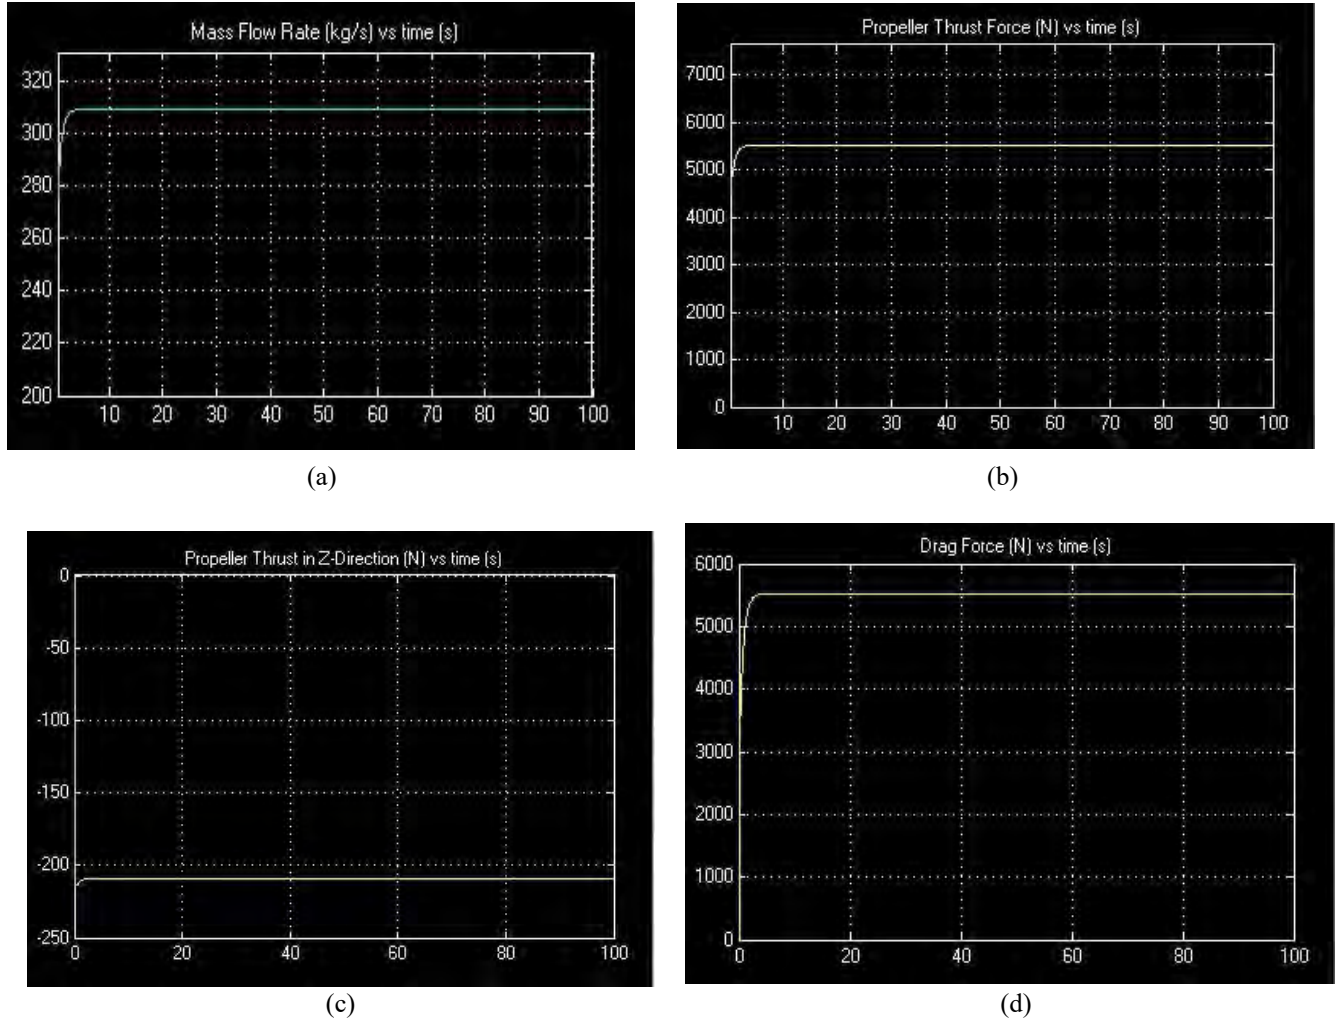 Mass Flow Rate (kg/s) vs time (s)
320
300
280
260
240
220
200
10 20 30 40 50 60 70 80 90 100
(a)
Propeller Thrust Force (N) vs time (s)
7000
6000
5000
4000
3000
2000
1000
0
10 20 30 40 50 60 70 80 90 100
(b)
Propeller Thrust in Z-Direction (N) vs time (s)
0
-50
-100
-150
-200
-250
0 20 40 60 80 100
(c)
Drag Force (N) vs time (s)
6000
5000
4000
3000
2000
1000
0
0 20 40 60 80 100
(d)